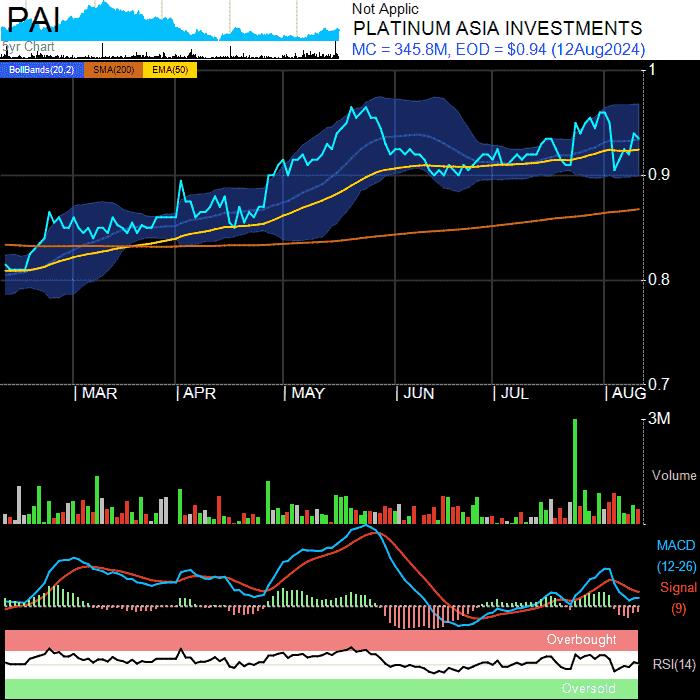 PAI
5yr Chart
Not Applic
PLATINUM ASIA INVESTMENTS
MC = 345.8M, EOD = $0.94 (12Aug2024)
BollBands(20,2) SMA(200) EMA(50)
1
0.9
0.8
0.7
MAR APR MAY JUN JUL AUG
3M
Volume
MACD
(12-26)
Signal
(9)
Overbought
RSI(14)
Oversold